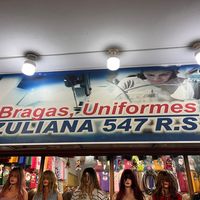 Bragas, Uniformes
ZULIANA 547 R.S